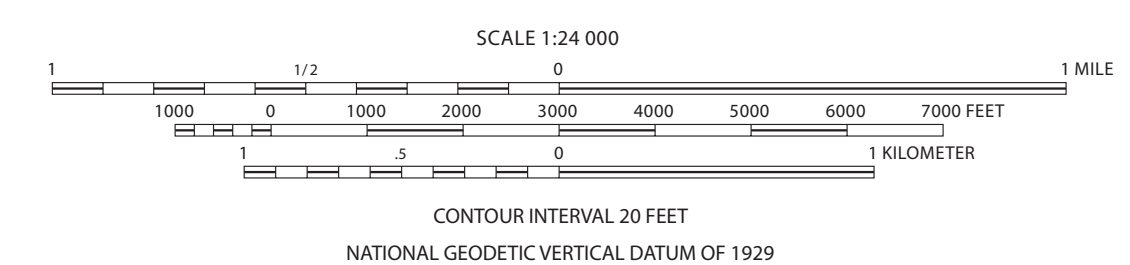 SCALE 1:24 000
1 1/2 0 1 MILE
1000 0 1000 2000 3000 4000 5000 6000 7000 FEET
1 .5 0 1 KILOMETER
CONTOUR INTERVAL 20 FEET
NATIONAL GEODETIC VERTICAL DATUM OF 1929